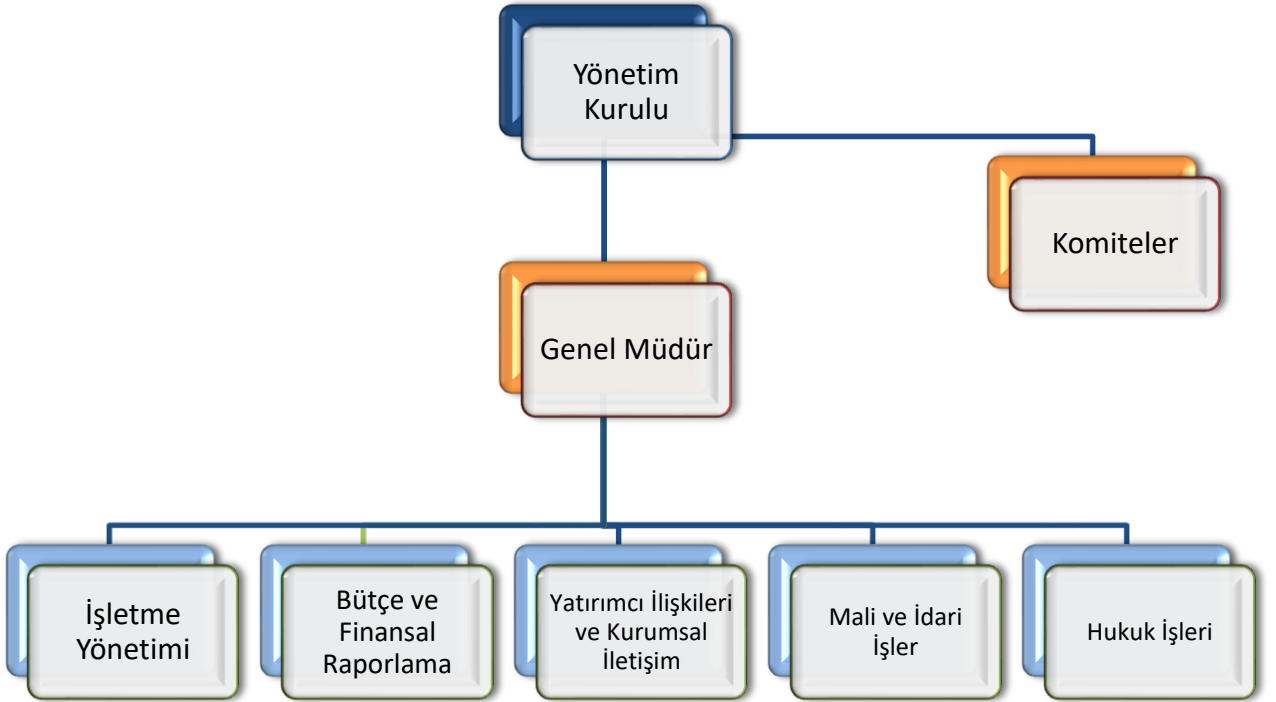 Yönetim
Kurulu
Komiteler
Genel Müdür
İşletme
Yönetimi
Bütçe ve
Finansal
Raporlama
Yatırımcı İlişkileri
ve Kurumsal
İletişim
Mali ve İdari
İşler
Hukuk İşleri